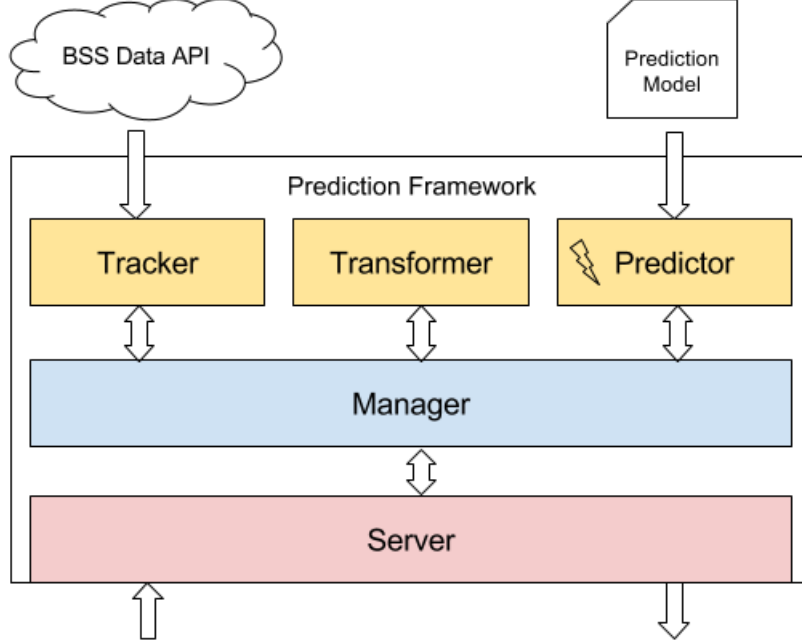 BSS Data API
Prediction
Model
Prediction Framework
Tracker
Transformer
Predictor
Manager
Server